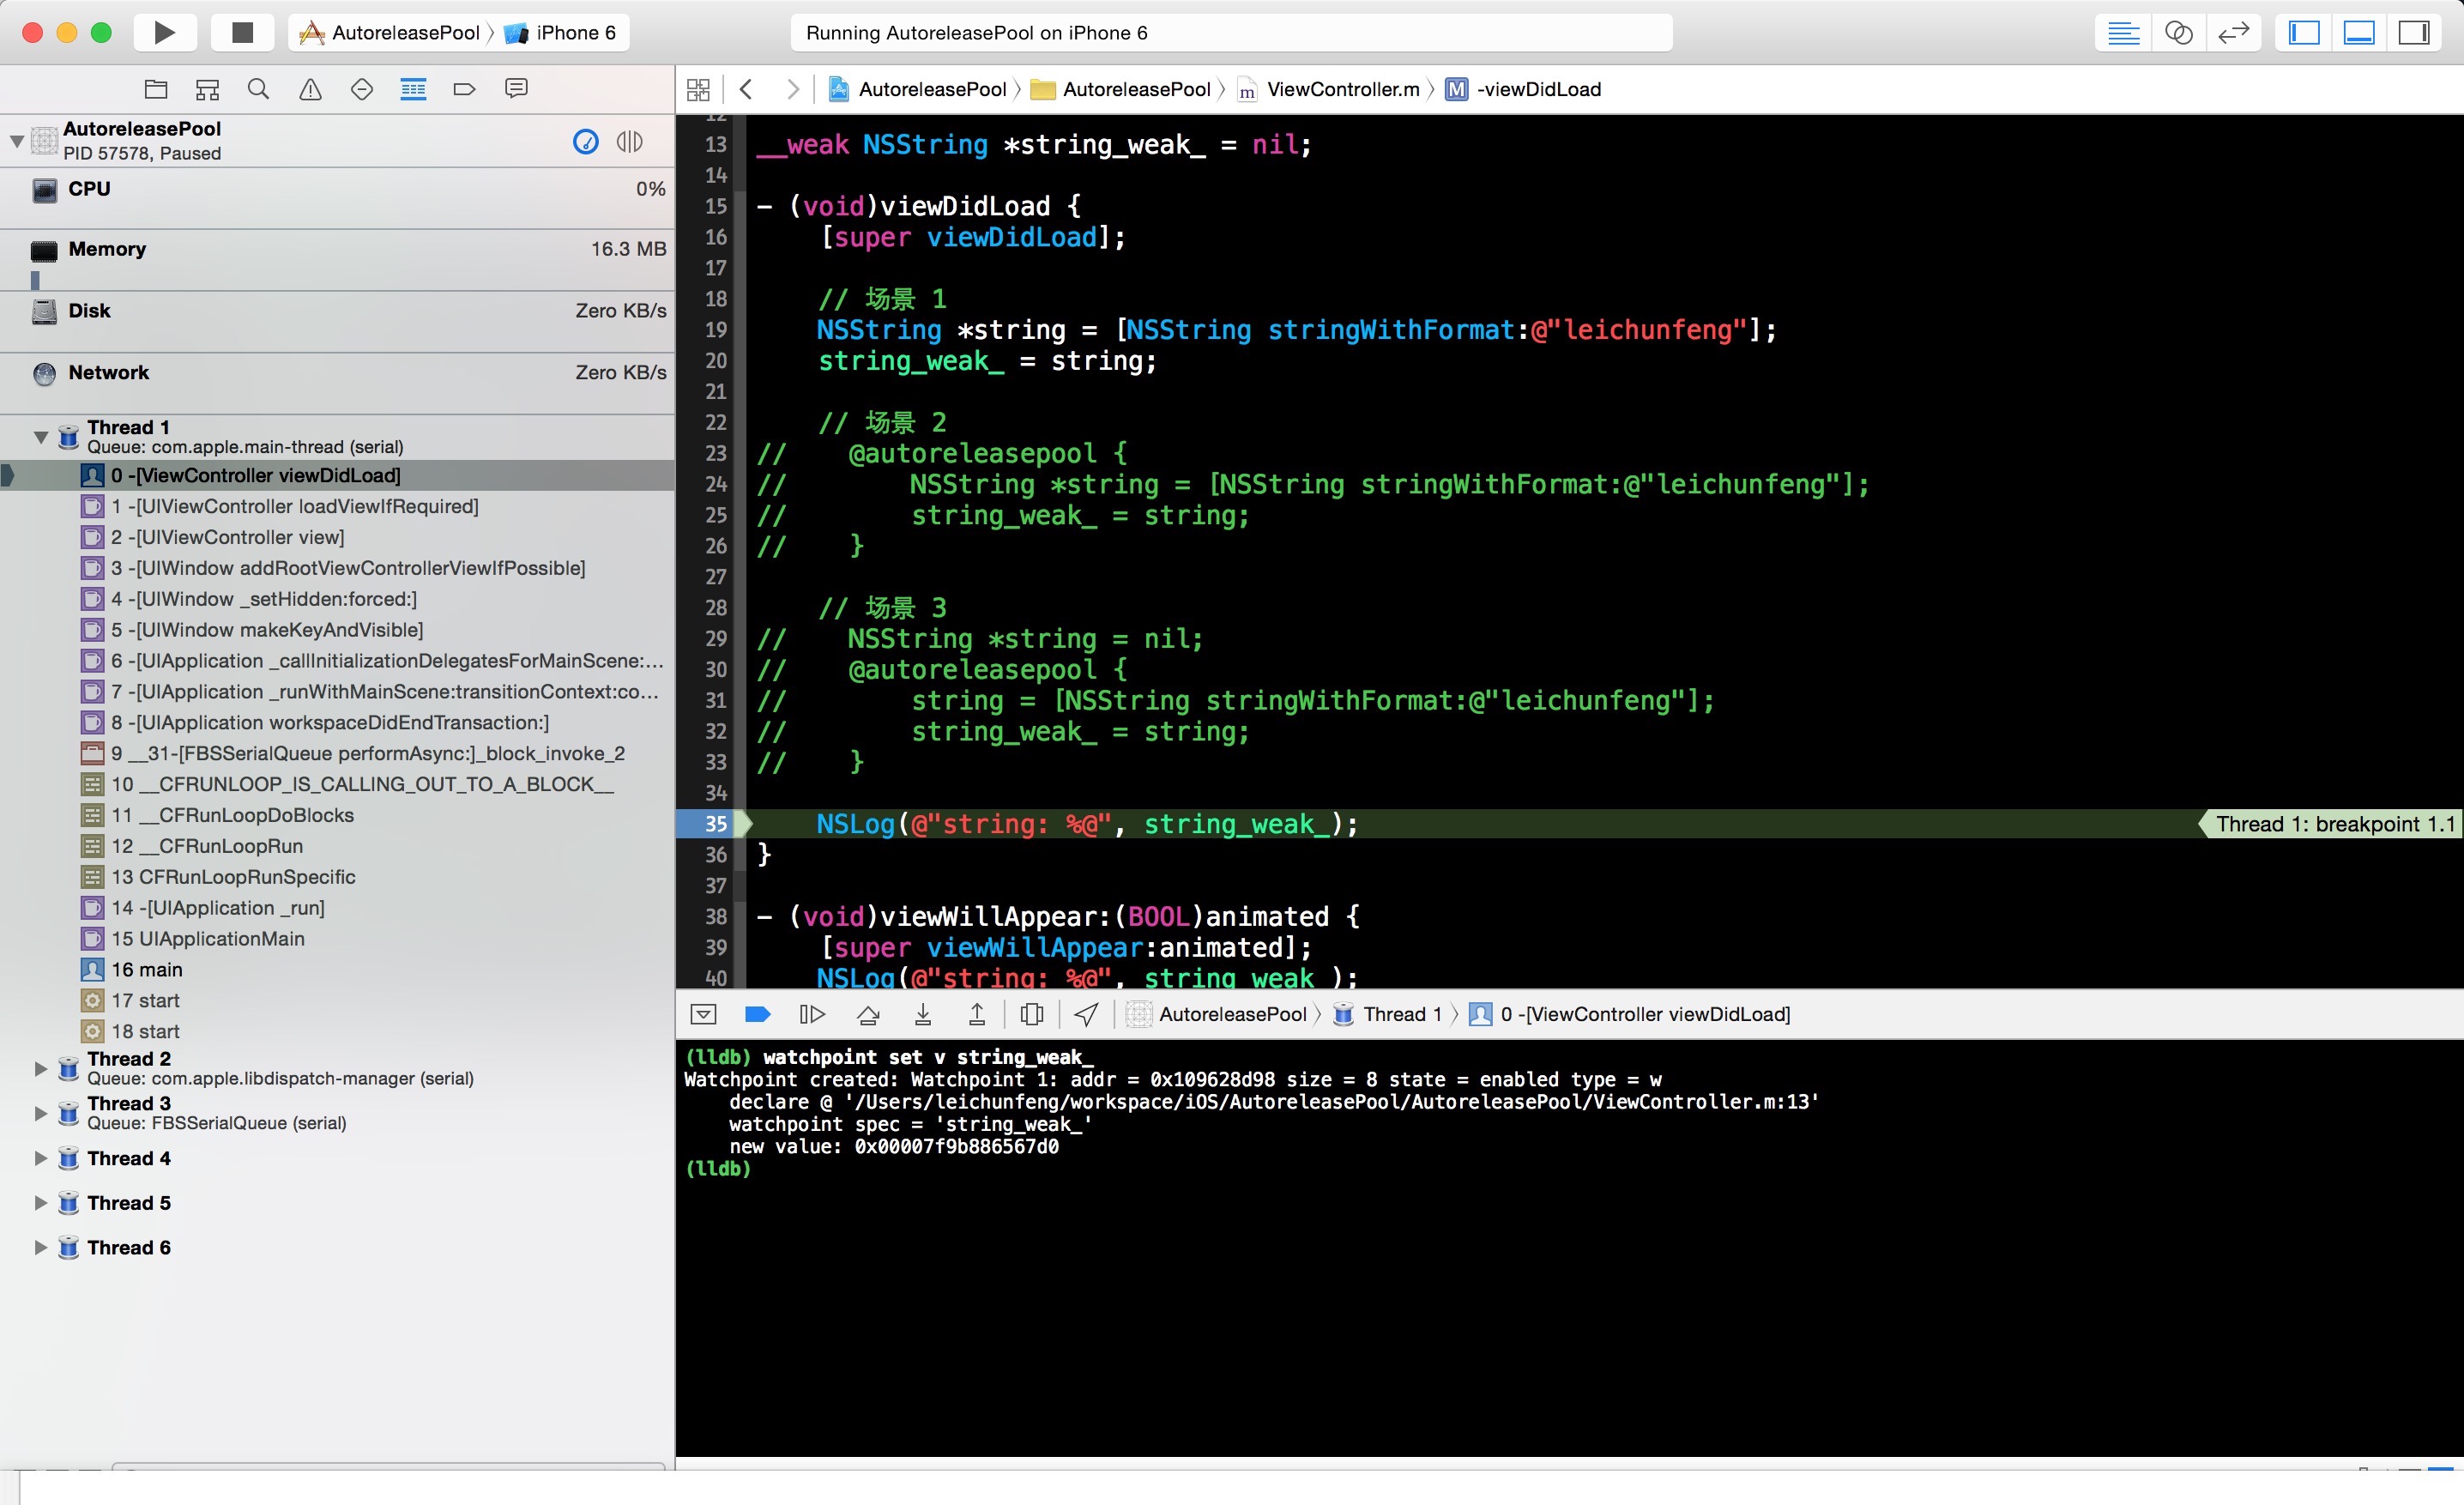 AutoreleasePool 〉 iPhone 6
Running AutoreleasePool on iPhone 6
AutoreleasePool
PID 57578, Paused
CPU 0%
Memory 16.3 MB
Disk Zero KB/s
Network Zero KB/s
Thread 1
Queue: com.apple.main-thread (serial)
0 -[ViewController viewDidLoad]
1 -[UIViewController loadViewIfRequired]
2 -[UIViewController view]
3 -[UIWindow addRootViewControllerViewIfPossible]
4 -[UIWindow _setHidden:forced:]
5 -[UIWindow makeKeyAndVisible]
6 -[UIApplication _callInitializationDelegatesForMainScene:...
7 -[UIApplication _runWithMainScene:transitionContext:co...
8 -[UIApplication workspaceDidEndTransaction:]
9 __31-[FBSSerialQueue performAsync:]_block_invoke_2
10 __CFRUNLOOP_IS_CALLING_OUT_TO_A_BLOCK__
11 __CFRunLoopDoBlocks
12 __CFRunLoopRun
13 CFRunLoopRunSpecific
14 -[UIApplication _run]
15 UIApplicationMain
16 main
17 start
18 start
Thread 2
Queue: com.apple.libdispatch-manager (serial)
Thread 3
Queue: FBSSerialQueue (serial)
Thread 4
Thread 5
Thread 6
AutoreleasePool 〉 AutoreleasePool 〉 m ViewController.m 〉 M -viewDidLoad
12
13 __weak NSString *string_weak_ = nil;
14
15 - (void)viewDidLoad {
16     [super viewDidLoad];
17
18     // 场景 1
19     NSString *string = [NSString stringWithFormat:@"leichunfeng"];
20     string_weak_ = string;
21
22     // 场景 2
23 //    @autoreleasepool {
24 //        NSString *string = [NSString stringWithFormat:@"leichunfeng"];
25 //        string_weak_ = string;
26 //    }
27
28     // 场景 3
29 //    NSString *string = nil;
30 //    @autoreleasepool {
31 //        string = [NSString stringWithFormat:@"leichunfeng"];
32 //        string_weak_ = string;
33 //    }
34
35     NSLog(@"string: %@", string_weak_); Thread 1: breakpoint 1.1
36 }
37
38 - (void)viewWillAppear:(BOOL)animated {
39     [super viewWillAppear:animated];
40     NSLog(@"string: %@", string_weak_);
AutoreleasePool 〉 Thread 1 〉 0 -[ViewController viewDidLoad]
(lldb) watchpoint set v string_weak_
Watchpoint created: Watchpoint 1: addr = 0x109628d98 size = 8 state = enabled type = w
    declare @ '/Users/leichunfeng/workspace/iOS/AutoreleasePool/AutoreleasePool/ViewController.m:13'
    watchpoint spec = 'string_weak_'
    new value: 0x00007f9b886567d0
(lldb)